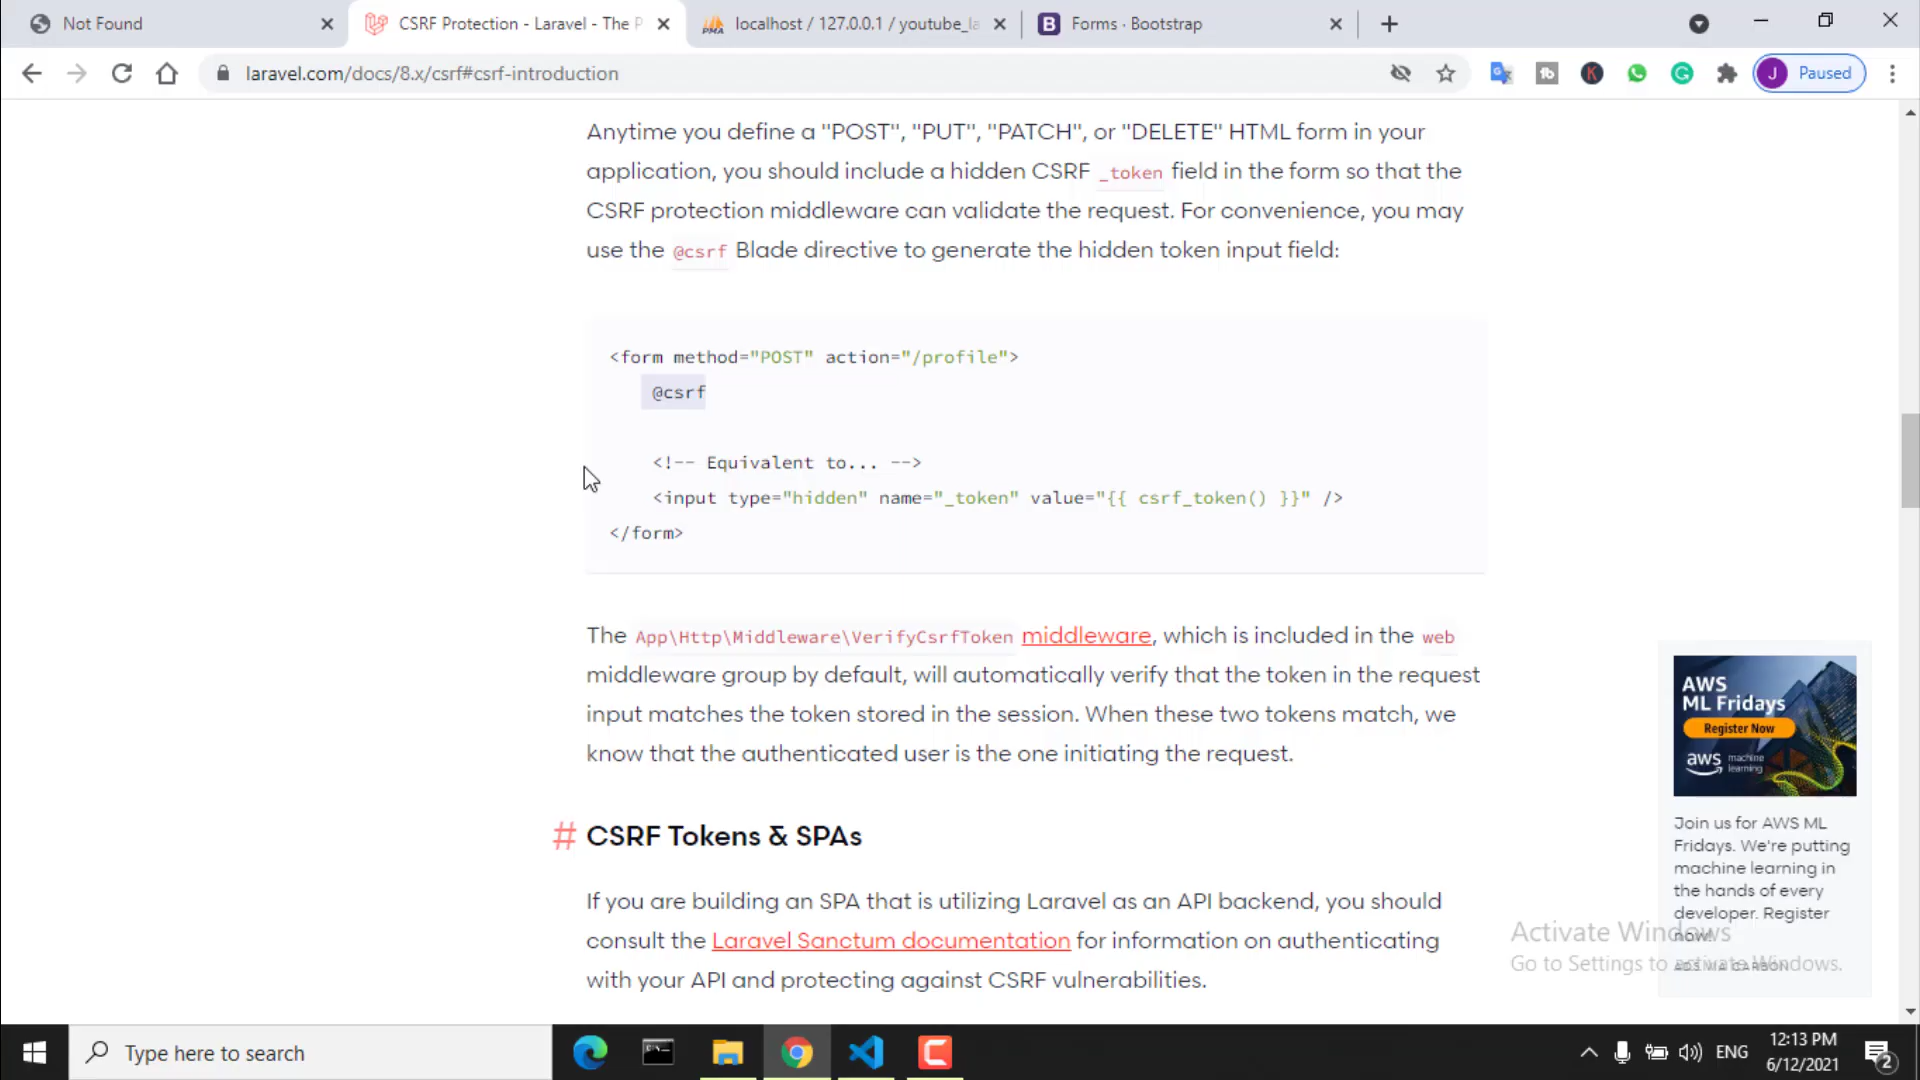 Not Found
CSRF Protection - Laravel - The P
localhost / 127.0.0.1 / youtube_la
B Forms · Bootstrap
laravel.com/docs/8.x/csrf#csrf-introduction
J Paused
Anytime you define a "POST", "PUT", "PATCH", or "DELETE" HTML form in your
application, you should include a hidden CSRF _token field in the form so that the
CSRF protection middleware can validate the request. For convenience, you may
use the @csrf Blade directive to generate the hidden token input field:
<form method="POST" action="/profile">
@csrf
<!-- Equivalent to... -->
<input type="hidden" name="_token" value="{{ csrf_token() }}" />
</form>
The App\Http\Middleware\VerifyCsrfToken middleware, which is included in the web
middleware group by default, will automatically verify that the token in the request
input matches the token stored in the session. When these two tokens match, we
know that the authenticated user is the one initiating the request.
# CSRF Tokens & SPAs
If you are building an SPA that is utilizing Laravel as an API backend, you should
consult the Laravel Sanctum documentation for information on authenticating
with your API and protecting against CSRF vulnerabilities.
AWS
ML Fridays
Register Now
aws machine
learning
Join us for AWS ML
Fridays. We're putting
machine learning in
the hands of every
developer. Register
now!
ADS VIA CARBON
Activate Windows
Go to Settings to activate Windows.
Type here to search
ENG
12:13 PM
6/12/2021
2